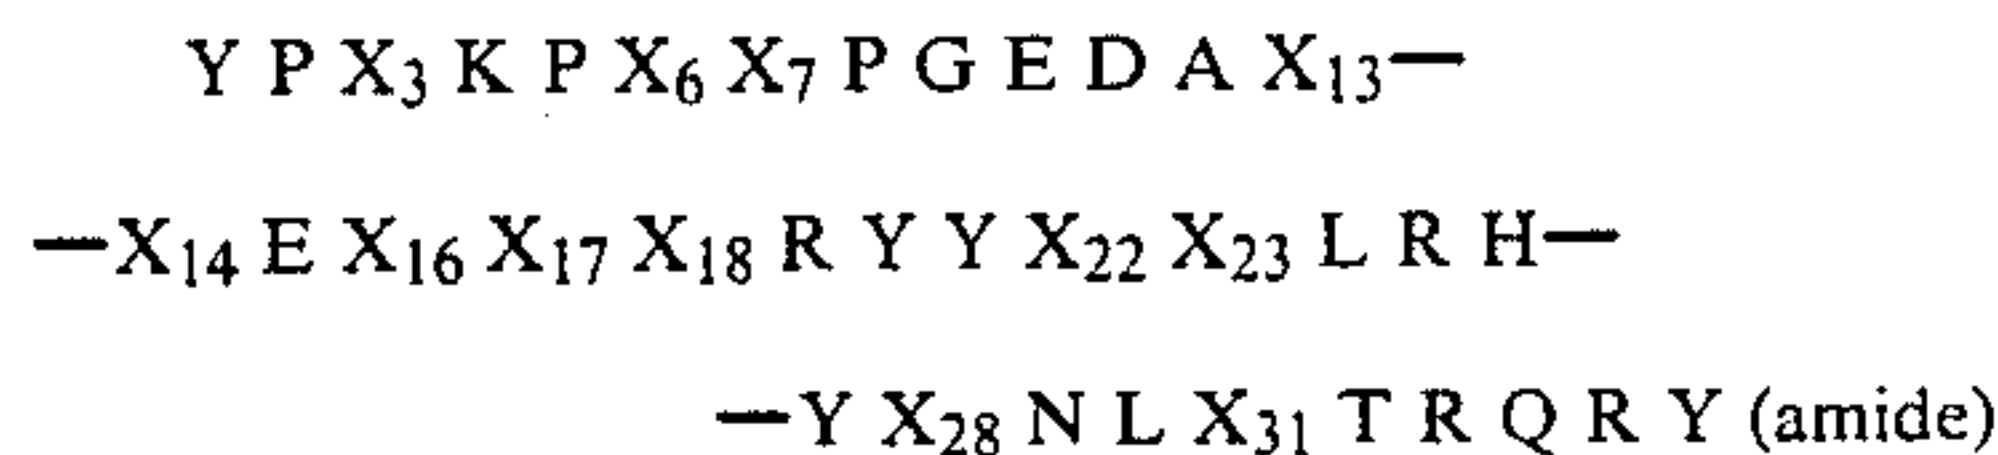 Y P X₃ K P X₆ X₇ P G E D A X₁₃—
—X₁₄ E X₁₆ X₁₇ X₁₈ R Y Y X₂₂ X₂₃ L R H—
—Y X₂₈ N L X₃₁ T R Q R Y (amide)